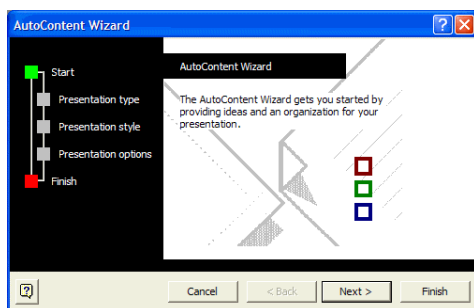 AutoContent Wizard
Start
Presentation type
Presentation style
Presentation options
Finish
AutoContent Wizard
The AutoContent Wizard gets you started by
providing ideas and an organization for your
presentation.
?
Cancel
< Back
Next >
Finish